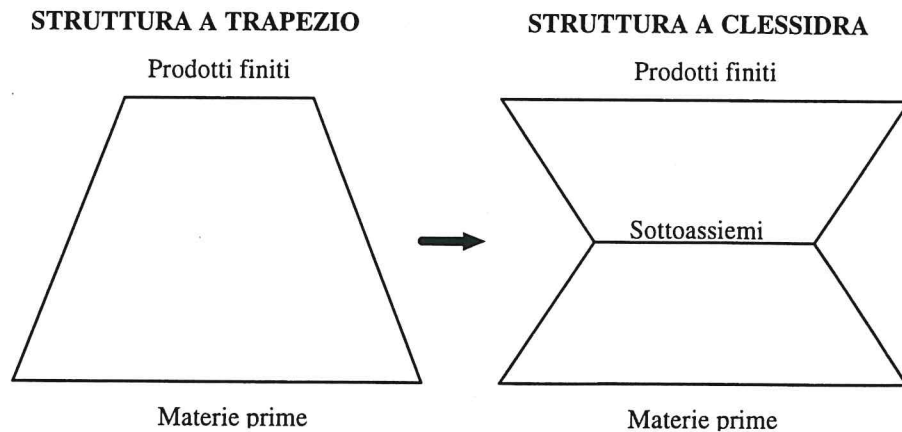 STRUTTURA A TRAPEZIO
Prodotti finiti
Materie prime
STRUTTURA A CLESSIDRA
Prodotti finiti
Sottoassiemi
Materie prime